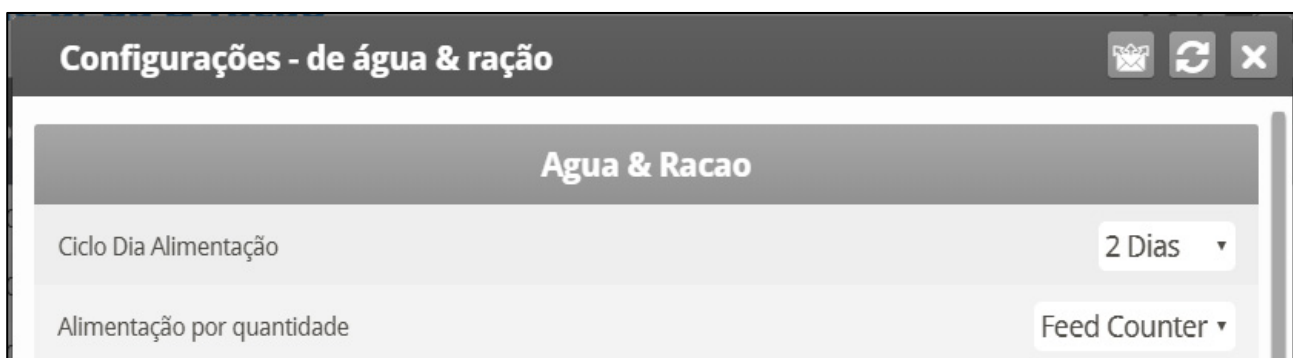 Configurações - de água & ração
Agua & Racao
Ciclo Dia Alimentação 2 Dias
Alimentação por quantidade Feed Counter